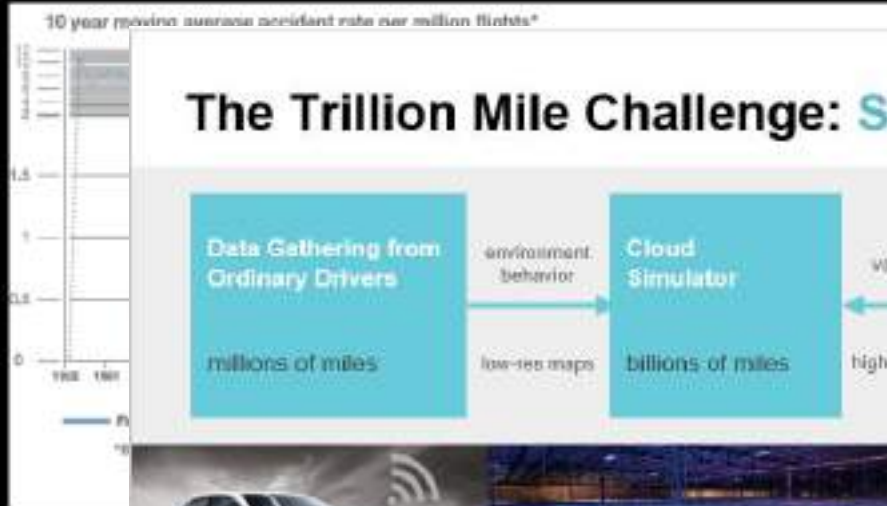 10 year moving average accident rate per million flights*
The Trillion Mile Challenge: S
Data Gathering from
Ordinary Drivers
millions of miles
environment
behavior
low-res maps
Cloud
Simulator
billions of miles
high
1.5
1
0.5
0